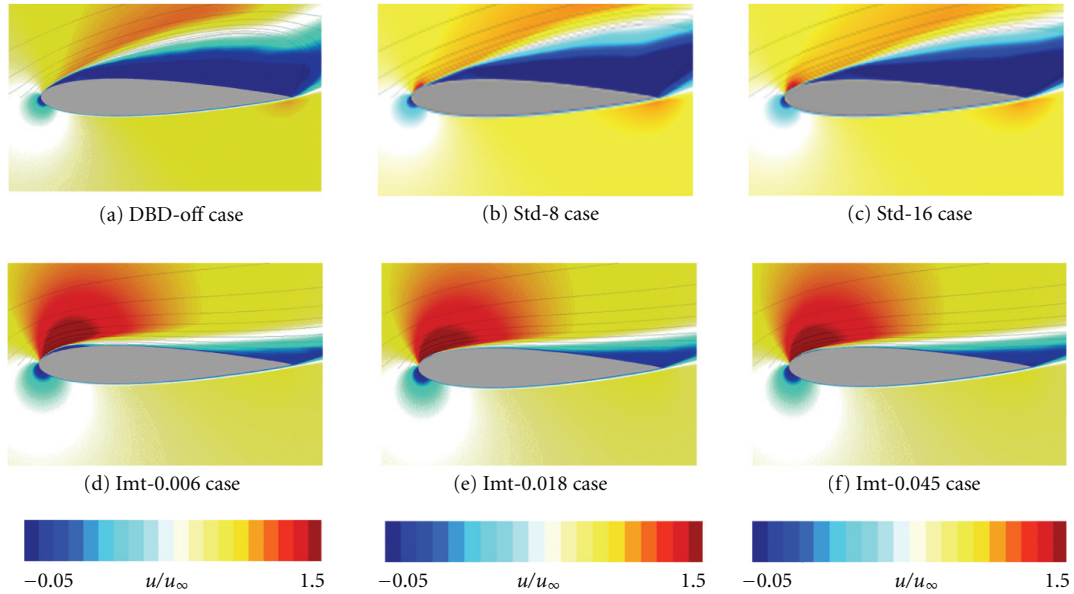 (a) DBD-off case
(b) Std-8 case
(c) Std-16 case
(d) Imt-0.006 case
(e) Imt-0.018 case
(f) Imt-0.045 case
−0.05 u/u∞ 1.5
−0.05 u/u∞ 1.5
−0.05 u/u∞ 1.5